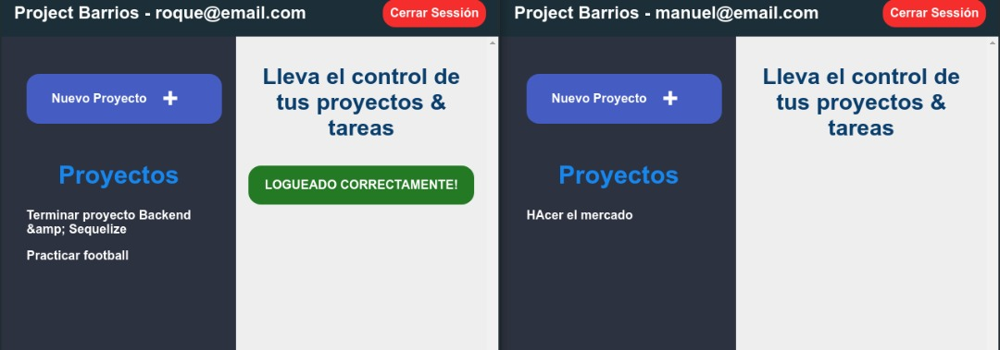 Project Barrios - roque@email.com
Cerrar Sessión
Nuevo Proyecto +
Proyectos
Terminar proyecto Backend
&amp; Sequelize
Practicar football
Lleva el control de
tus proyectos &
tareas
LOGUEADO CORRECTAMENTE!
Project Barrios - manuel@email.com
Cerrar Sessión
Nuevo Proyecto +
Proyectos
HAcer el mercado
Lleva el control de
tus proyectos &
tareas